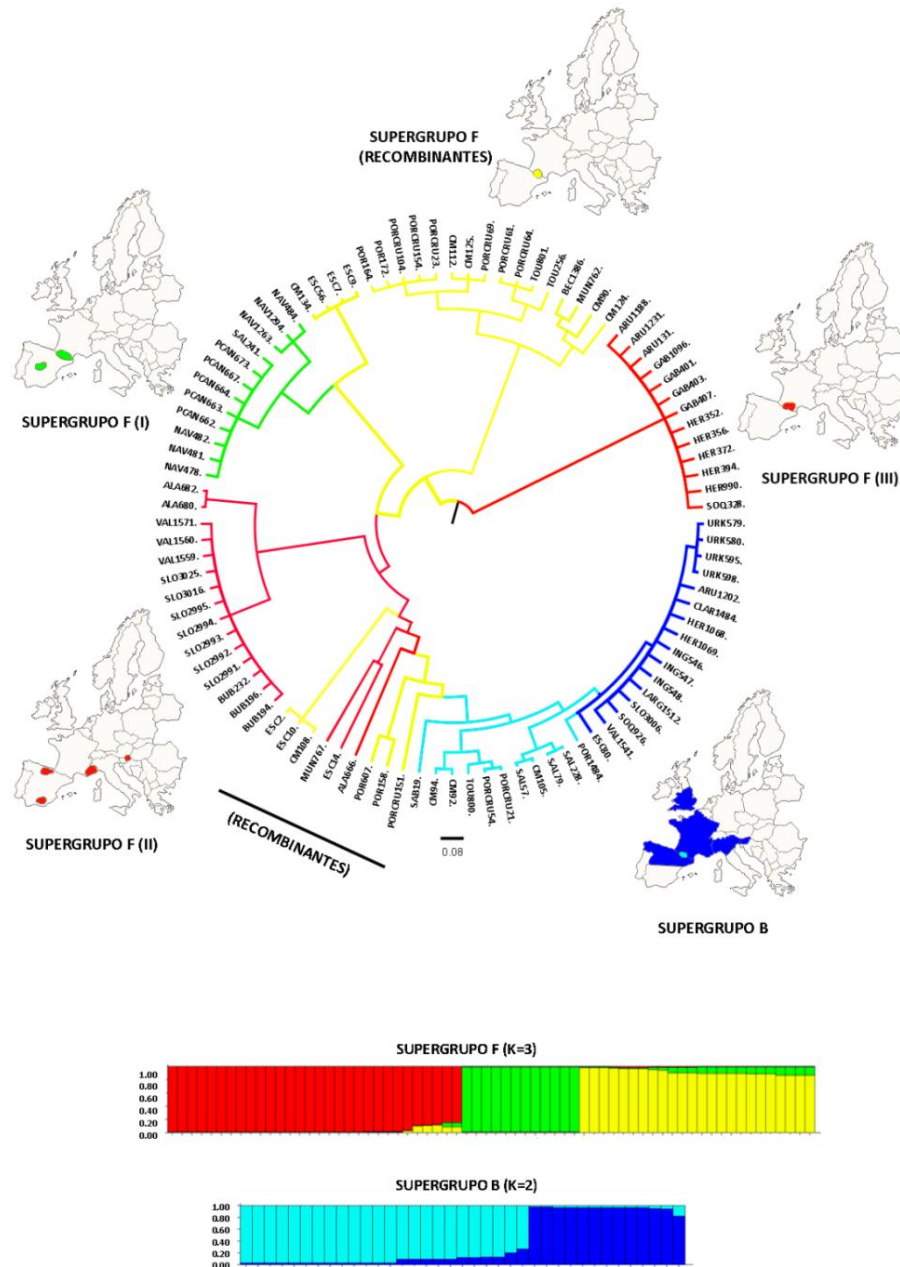 SUPERGRUPO F
(RECOMBINANTES)
SUPERGRUPO F (I)
SUPERGRUPO F (III)
SUPERGRUPO F (II)
SUPERGRUPO B
(RECOMBINANTES)
0.08
NAV478.
NAV481.
NAV482.
PCAN662.
PCAN663.
PCAN664.
PCAN667.
PCAN673.
SAL241.
NAV1263.
NAV1294.
NAV484.
CM134.
ESC56.
ESC7.
ESC9.
POR164.
POR172.
PORCRU104.
PORCRU154.
PORCRU23.
CM112.
CM125.
PORCRU69.
PORCRU61.
PORCRU64.
TOU801.
TOU256.
BEC1386.
MUN762.
CM90.
CM124.
ARU1188.
ARU1231.
ARU131.
GAB1096.
GAB401.
GAB403.
GAB407.
HER352.
HER356.
HER372.
HER394.
HER990.
SOQ328.
URK579.
URK580.
URK595.
URK598.
ARU1202.
CLAR1484.
HER1068.
HER1069.
ING546.
ING547.
ING548.
LARG1512.
SLO3006.
SOQ926.
VAL1541.
ESC80.
POR1484.
SAL228.
SAL79.
CM105.
SAL57.
PORCRU21.
PORCRU54.
TOU800.
CM92.
CM94.
SAB19.
PORCRU151.
POR158.
POR607.
ALA666.
ESC14.
MUN767.
CM108.
ESC10.
ESC2.
BUB194.
BUB196.
BUB232.
SLO2991.
SLO2992.
SLO2993.
SLO2994.
SLO2995.
SLO3016.
SLO3025.
VAL1559.
VAL1560.
VAL1571.
ALA680.
ALA682.
SUPERGRUPO F (K=3)
1.00
0.80
0.60
0.40
0.20
0.00
SUPERGRUPO B (K=2)
1.00
0.80
0.60
0.40
0.20
0.00